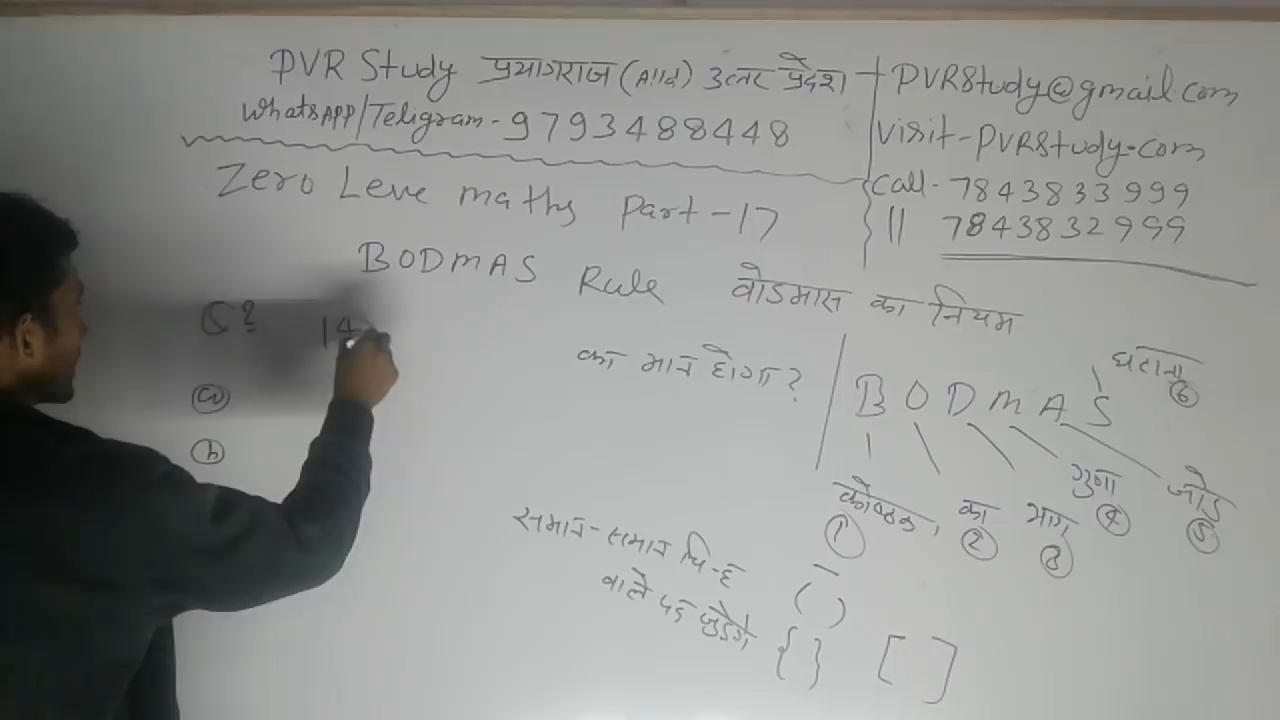 PVR Study प्रयागराज (Alld) उत्तर प्रदेश
WhatsAPP/Teligram - 9793488448
PVRStudy@gmail.com
Visit-PVRStudy.com
Call - 7843833999
11 7843832999
Zero Leve maths Part-17
BODMAS Rule वोडमास का नियम
Q? 14
का मान होगा?
(a)
(b)
घटाना 6
B O D M A S
कोष्ठक, 1
का 2
भाग 3
गुणा 4
जोड़ 5
समान-समान चिन्ह
वाले पद जुड़ेगे
( )
{ } [ ]